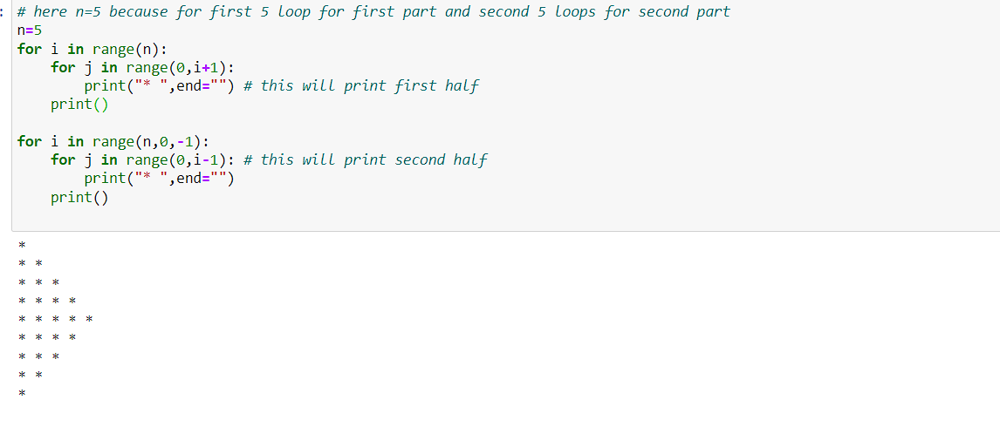 : # here n=5 because for first 5 loop for first part and second 5 loops for second part
n=5
for i in range(n):
    for j in range(0,i+1):
        print("* ",end="") # this will print first half
    print()

for i in range(n,0,-1):
    for j in range(0,i-1): # this will print second half
        print("* ",end="")
    print()

*
* *
* * *
* * * *
* * * * *
* * * *
* * *
* *
*